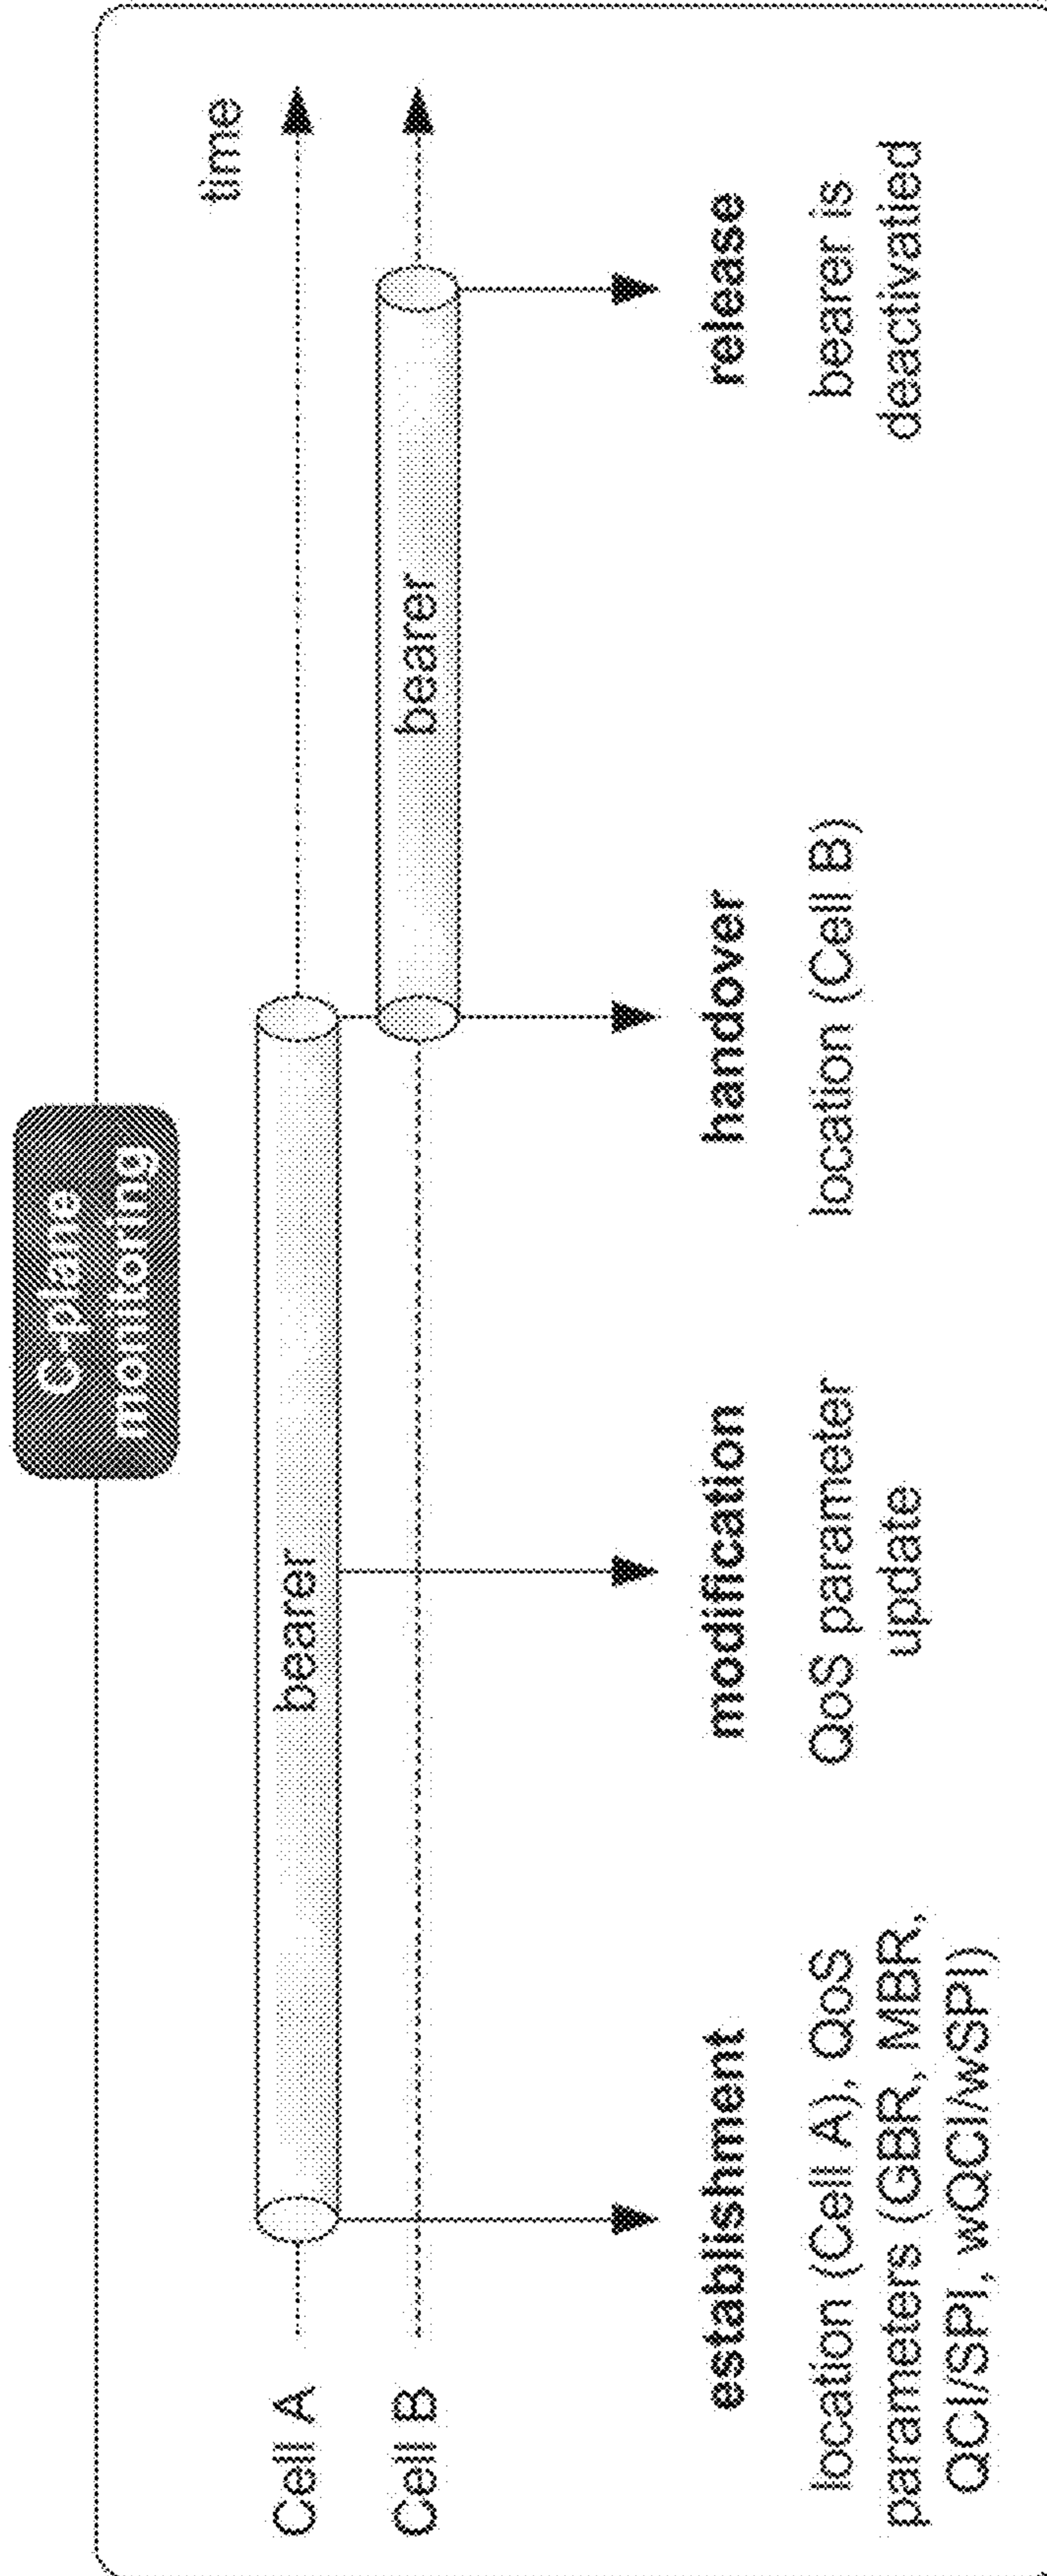 C-plane
monitoring
time
Cell A
bearer
Cell B
bearer
establishment
location (Cell A), QoS
parameters (GBR, MBR,
QCI/SPI, wQCI/wSPI)
modification
QoS parameter
update
handover
location (Cell B)
release
bearer is
deactivatied